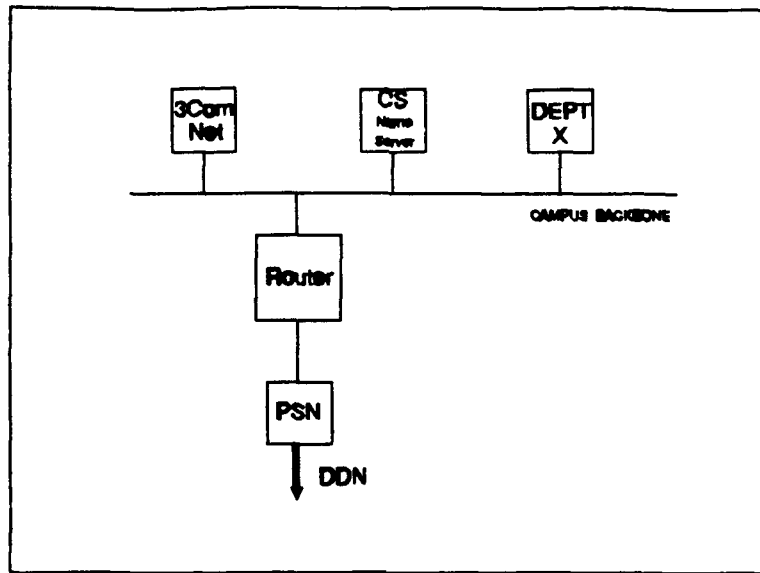 3Com
Net
CS
Name
Server
DEPT
X
CAMPUS BACKBONE
Router
PSN
DDN